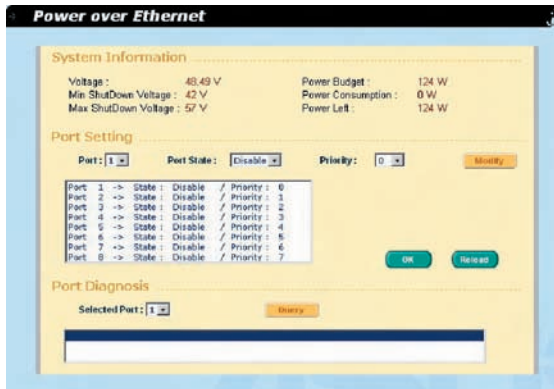 Power over Ethernet
System Information
Voltage : 48,49 V Power Budget : 124 W
Min ShutDown Voltage : 42 V Power Consumption : 0 W
Max ShutDown Voltage : 57 V Power Left : 124 W
Port Setting
Port : 1 Port State : Disable Priority : 0 Modify
Port 1 -> State : Disable / Priority : 0
Port 2 -> State : Disable / Priority : 1
Port 3 -> State : Disable / Priority : 2
Port 4 -> State : Disable / Priority : 3
Port 5 -> State : Disable / Priority : 4
Port 6 -> State : Disable / Priority : 5
Port 7 -> State : Disable / Priority : 6
Port 8 -> State : Disable / Priority : 7
OK Reload
Port Diagnosis
Selected Port : 1